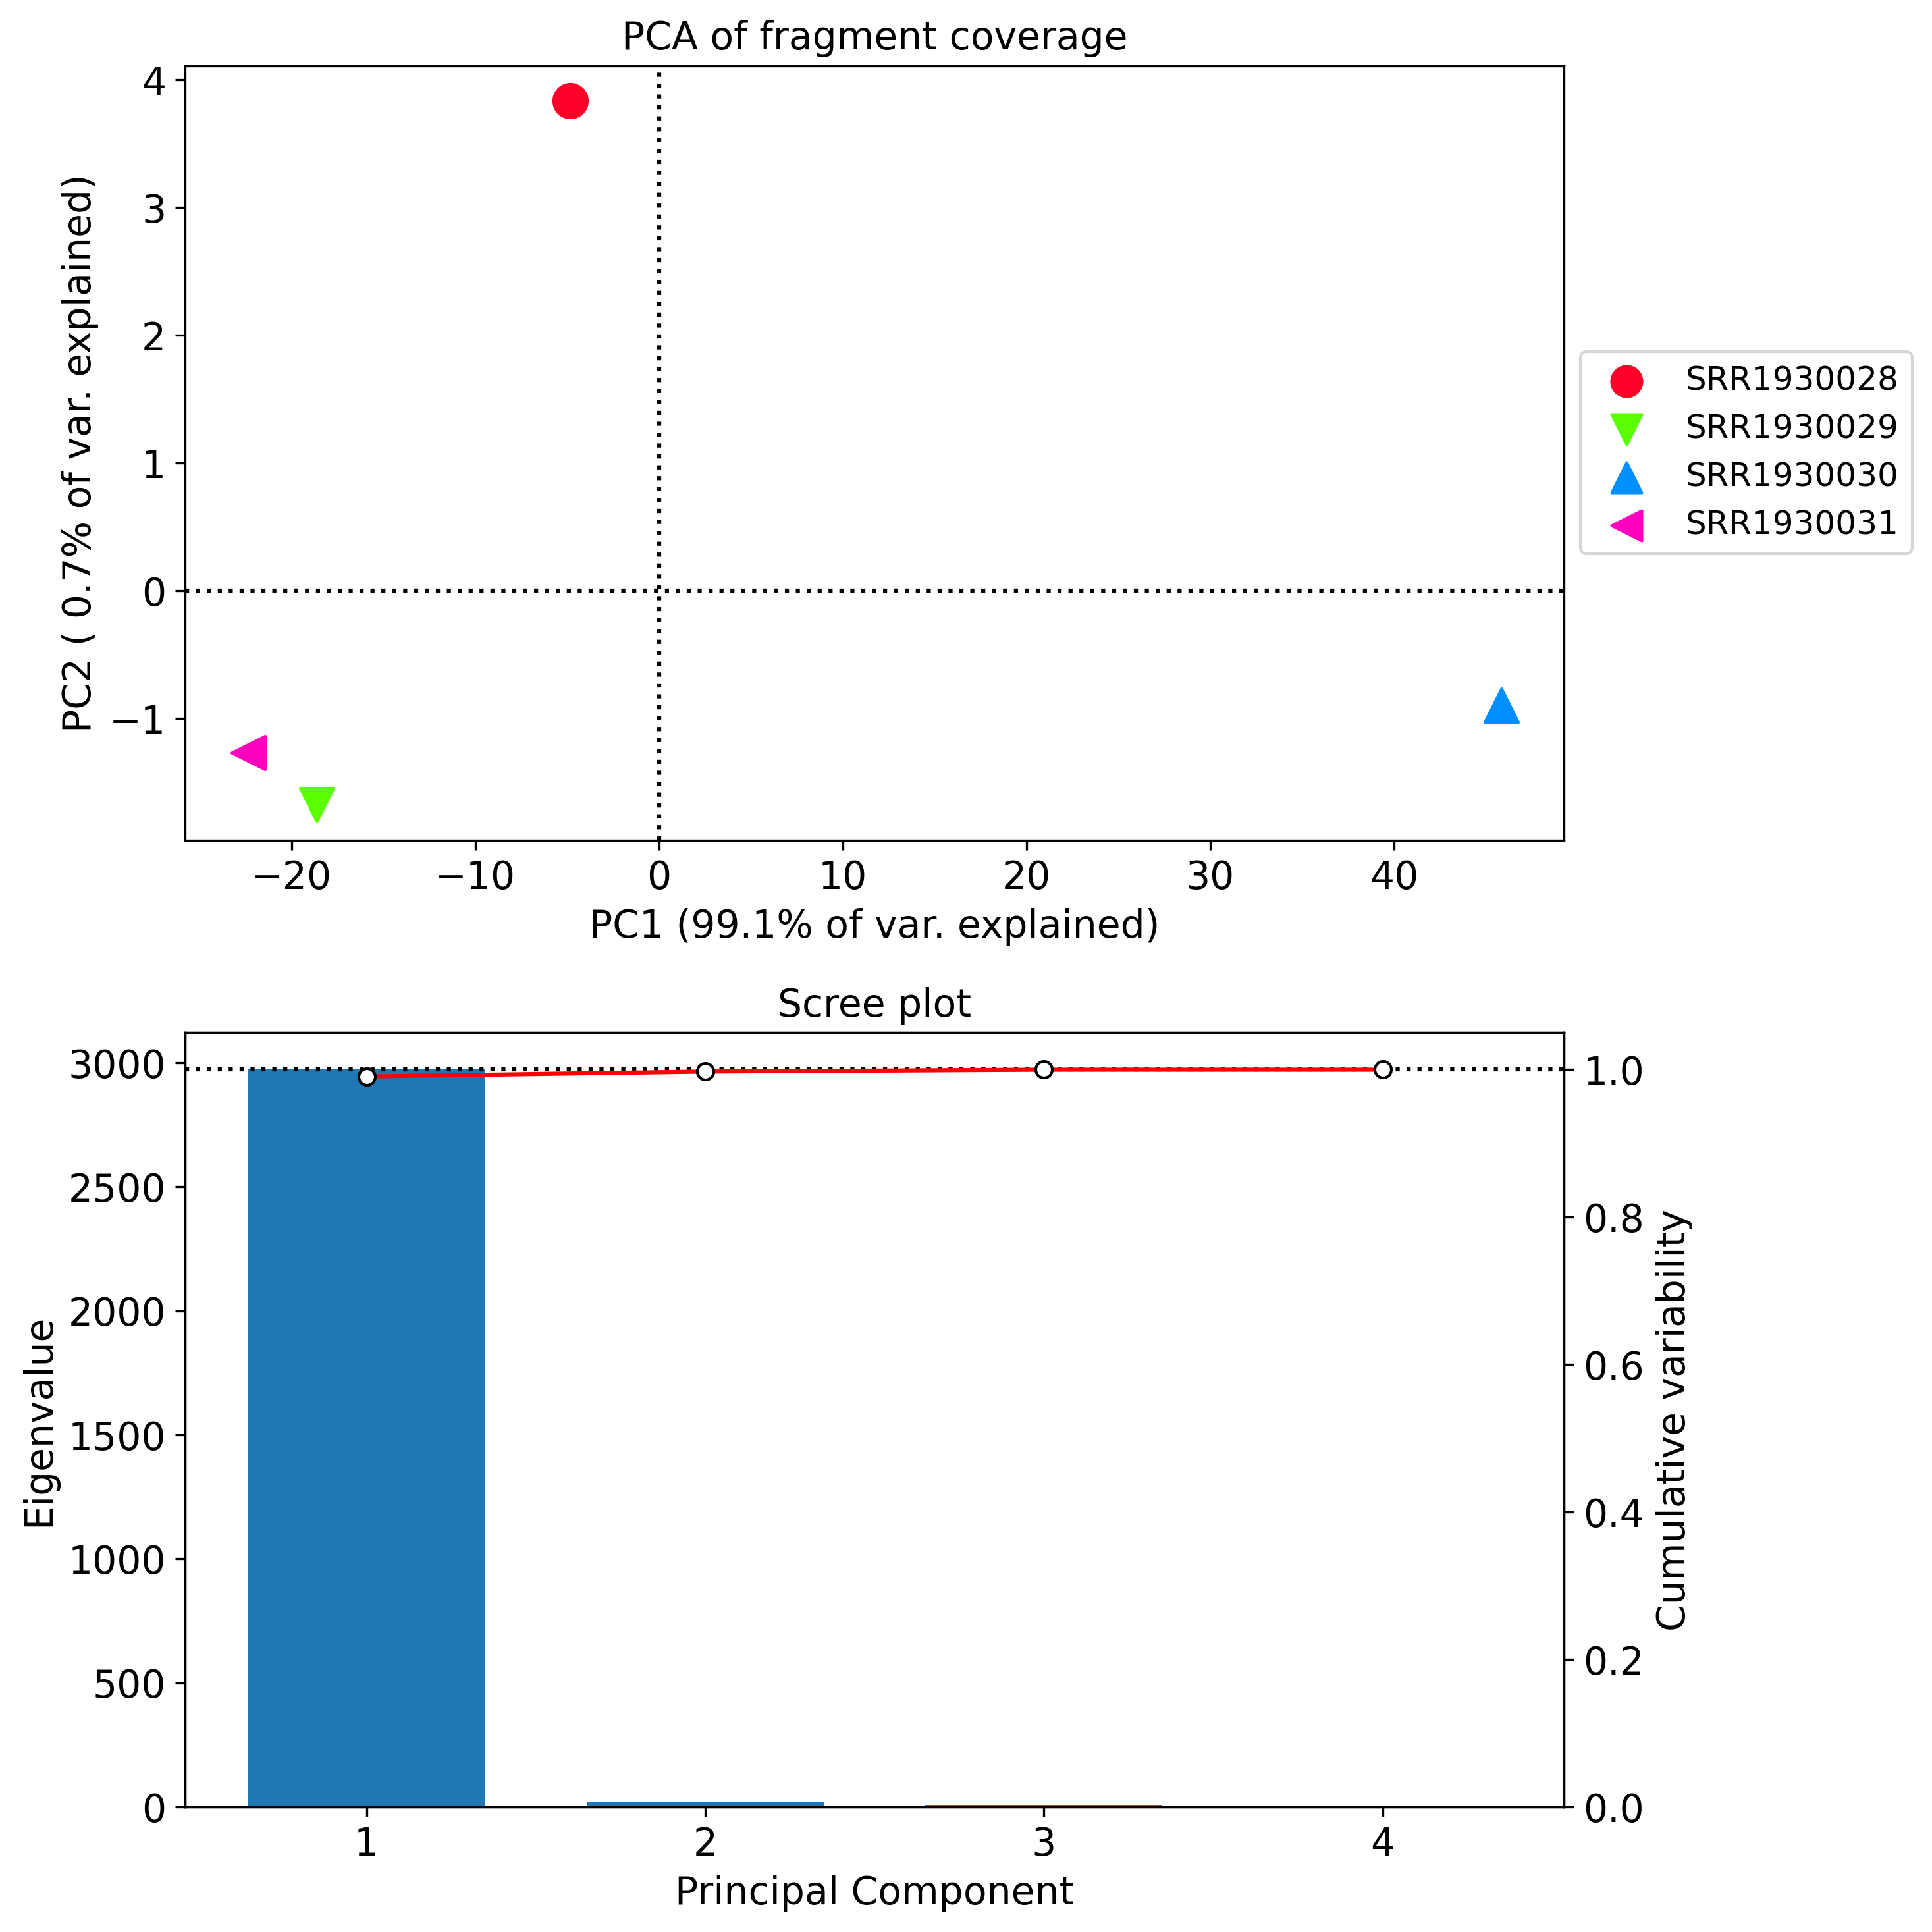 PCA of fragment coverage
4
3
2
1
0
−1
PC2 ( 0.7% of var. explained)
−20 −10 0 10 20 30 40
PC1 (99.1% of var. explained)
SRR1930028
SRR1930029
SRR1930030
SRR1930031
Scree plot
3000
2500
2000
1500
1000
500
0
Eigenvalue
1.0
0.8
0.6
0.4
0.2
0.0
Cumulative variability
1 2 3 4
Principal Component